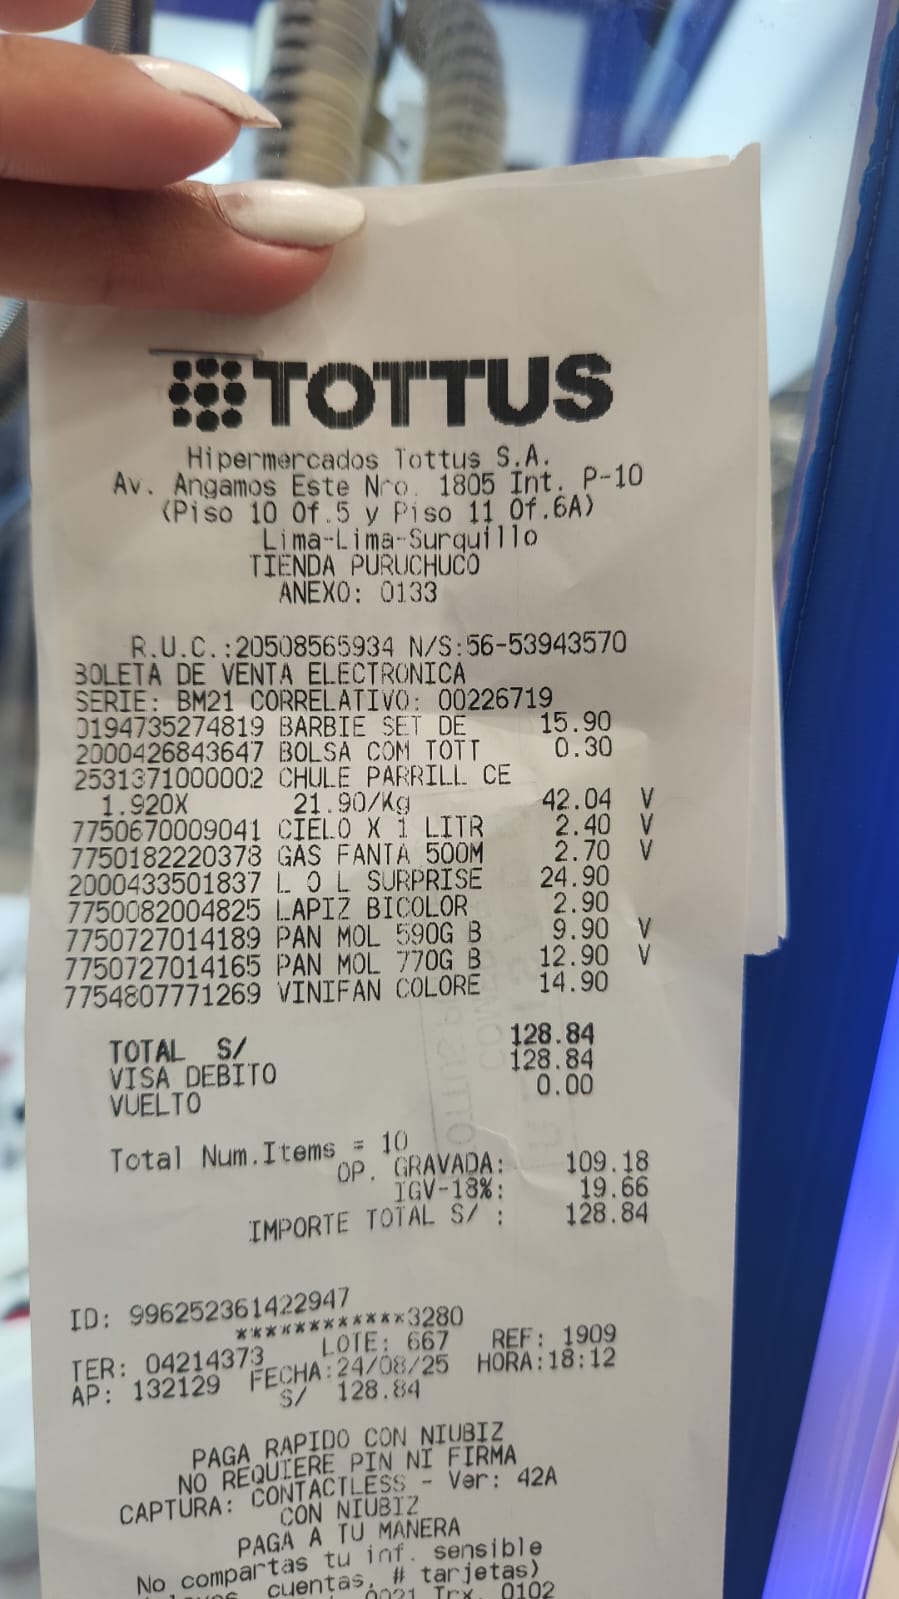 TOTTUS
Hipermercados Tottus S.A.
Av. Angamos Este Nro. 1805 Int. P-10
(Piso 10 Of.5 y Piso 11 Of.6A)
Lima-Lima-Surquillo
TIENDA PURUCHUCO
ANEXO: 0133
R.U.C.:20508565934 N/S:56-53943570
BOLETA DE VENTA ELECTRONICA
SERIE: BM21 CORRELATIVO: 00226719
0194735274819 BARBIE SET DE 15.90
2000426843647 BOLSA COM TOTT 0.30
2531371000002 CHULE PARRILL CE
1.920X 21.90/Kg 42.04 V
7750670009041 CIELO X 1 LITR 2.40 V
7750182220378 GAS FANTA 500M 2.70 V
2000433501837 L O L SURPRISE 24.90
7750082004825 LAPIZ BICOLOR 2.90
7750727014189 PAN MOL 590G B 9.90 V
7750727014165 PAN MOL 770G B 12.90 V
7754807771269 VINIFAN COLORE 14.90
TOTAL S/ 128.84
VISA DEBITO 128.84
VUELTO 0.00
Total Num.Items = 10
OP. GRAVADA: 109.18
IGV-18%: 19.66
IMPORTE TOTAL S/ : 128.84
ID: 996252361422947
************3280
TER: 04214373 LOTE: 667 REF: 1909
AP: 132129 FECHA:24/08/25 HORA:18:12
S/ 128.84
PAGA RAPIDO CON NIUBIZ
NO REQUIERE PIN NI FIRMA
CAPTURA: CONTACTLESS - Ver: 42A
CON NIUBIZ
PAGA A TU MANERA
No compartas tu inf. sensible
cuentas, # tarjetas)
0021 Trx. 0102